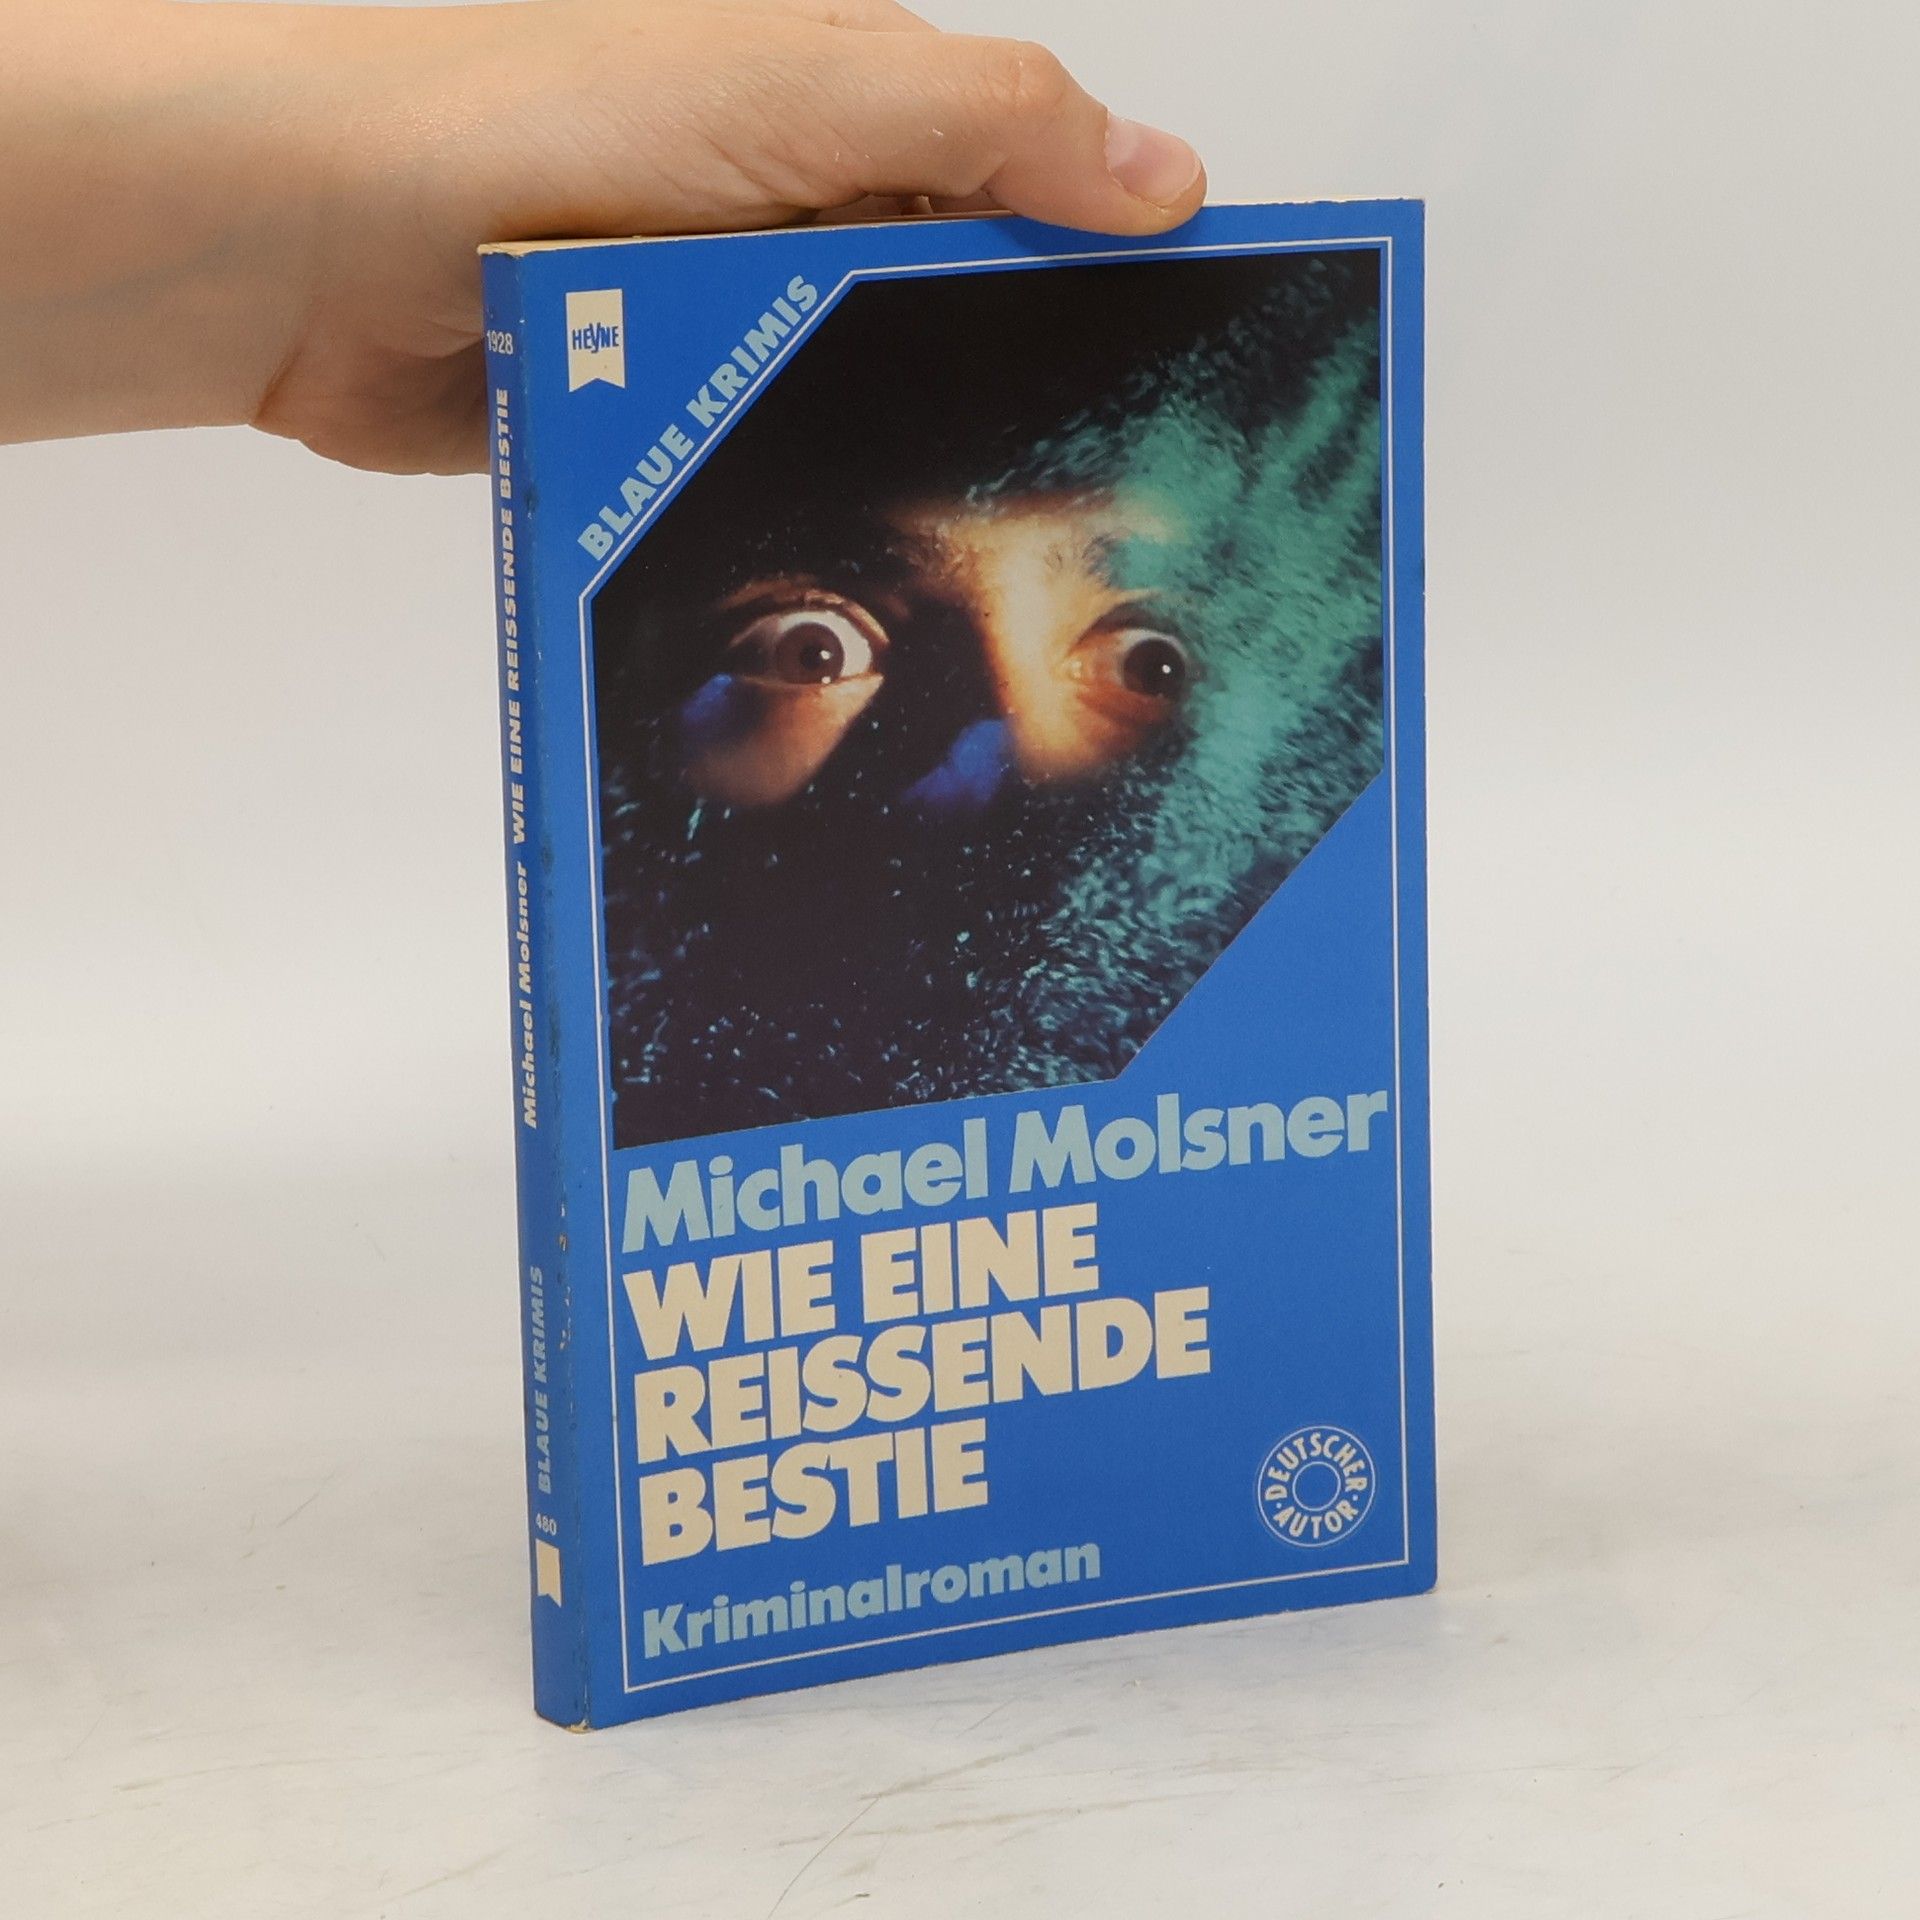 HEYNE
BLAUE KRIMIS
Michael Molsner
WIE EINE
REISSENDE
BESTIE
Kriminalroman
DEUTSCHER
· AUTOR ·
1928
Michael Molsner WIE EINE REISSENDE BESTIE
BLAUE KRIMIS
480